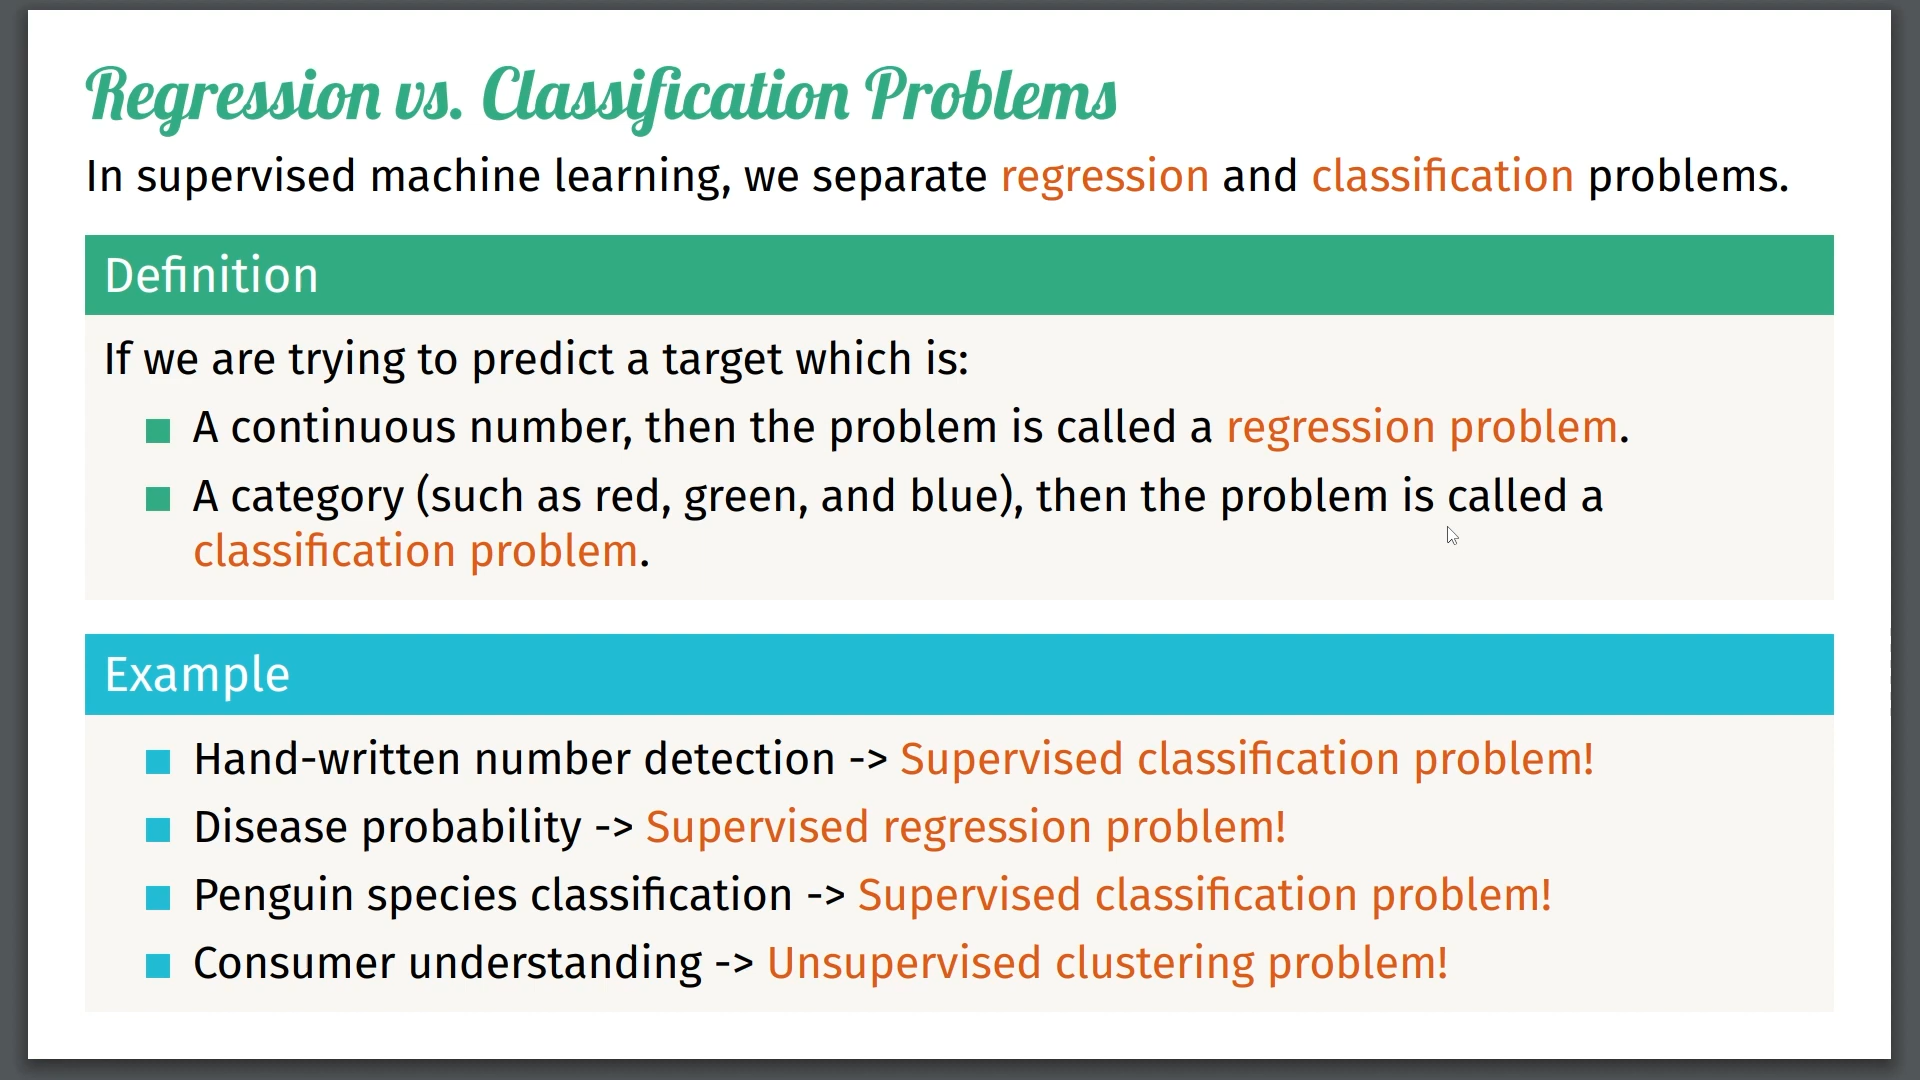 Regression vs. Classification Problems
In supervised machine learning, we separate regression and classification problems.
Definition
If we are trying to predict a target which is:
A continuous number, then the problem is called a regression problem.
A category (such as red, green, and blue), then the problem is called a
classification problem.
Example
Hand-written number detection -> Supervised classification problem!
Disease probability -> Supervised regression problem!
Penguin species classification -> Supervised classification problem!
Consumer understanding -> Unsupervised clustering problem!